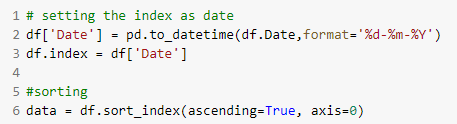 1 # setting the index as date
2 df['Date'] = pd.to_datetime(df.Date,format='%d-%m-%Y')
3 df.index = df['Date']
4
5 #sorting
6 data = df.sort_index(ascending=True, axis=0)